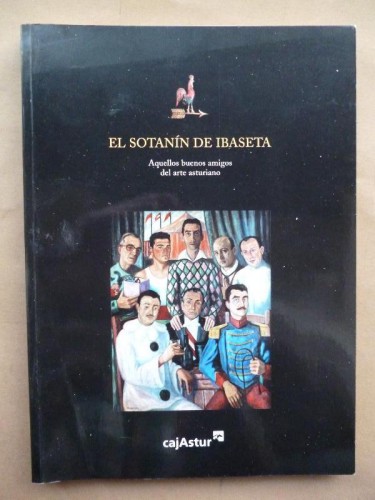 EL SOTANÍN DE IBASETA
Aquellos buenos amigos
del arte asturiano
cajAstur